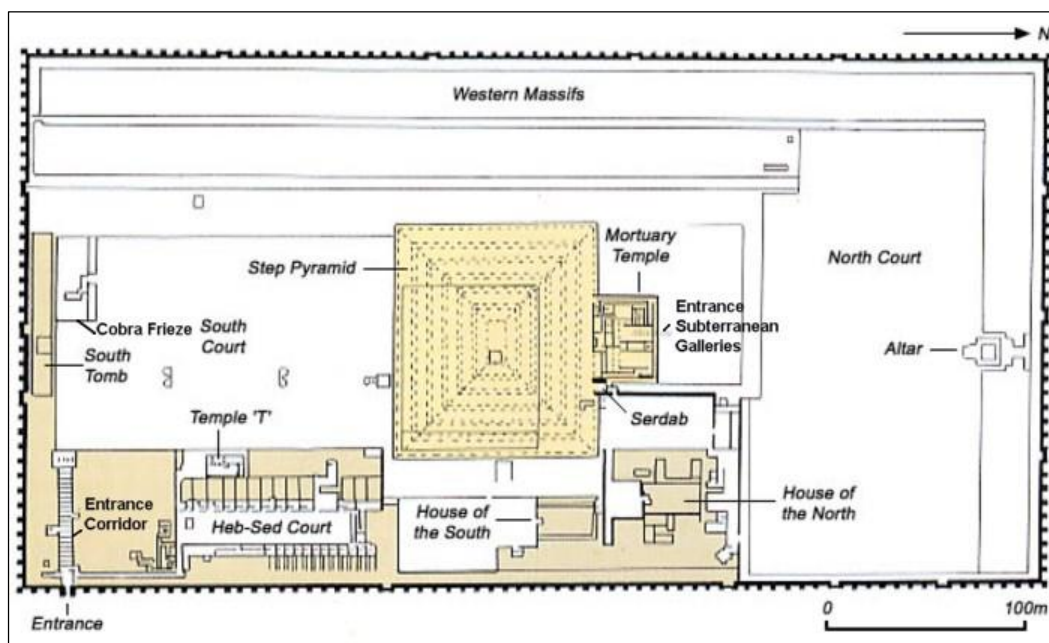 N
Western Massifs
Mortuary
Temple
Step Pyramid
North Court
Entrance
Subterranean
Galleries
Cobra Frieze
South
Court
South
Tomb
Altar
Temple 'T'
Serdab
Entrance
Corridor
Heb-Sed Court
House of
the South
House of
the North
Entrance
0 100m